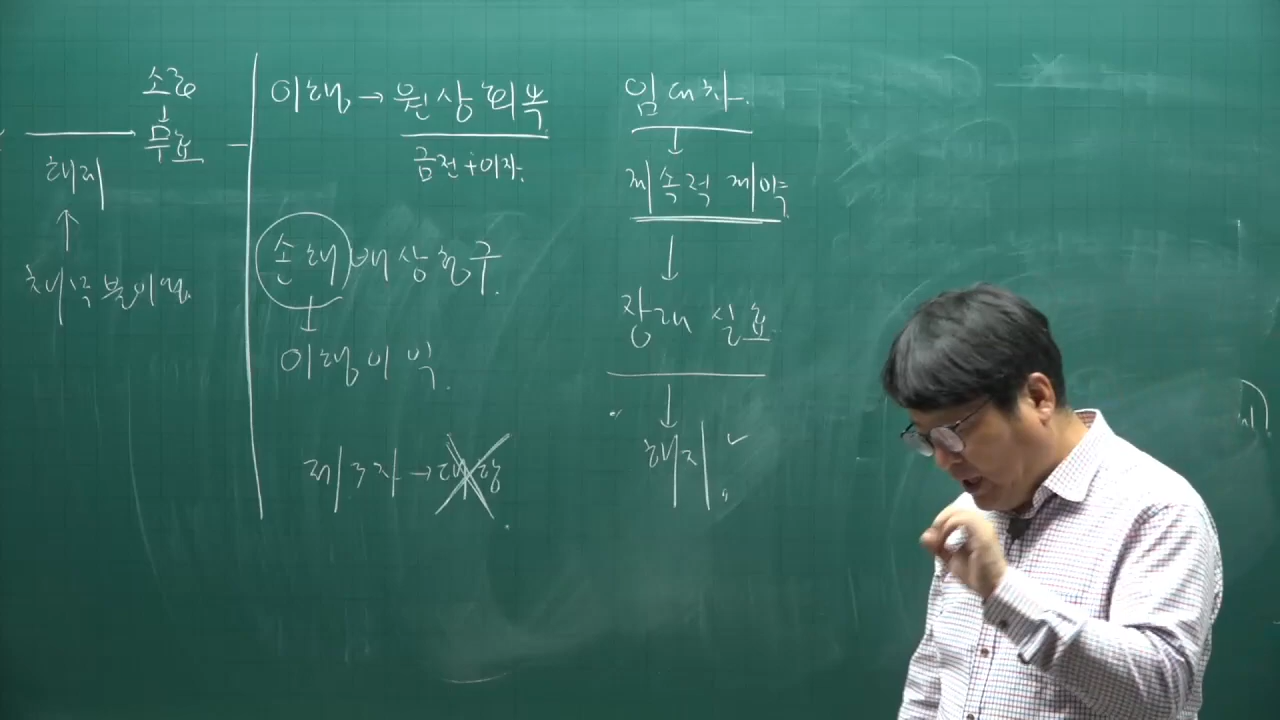 소급
↓
무효
해제
↑
채무불이행
이행 → 원상회복
금전+이자.
손해배상청구.
↓
이행이익.
제3자 → 대항
임대차.
↓
계속적 계약
↓
장래 실효
↓
"해지" ✓